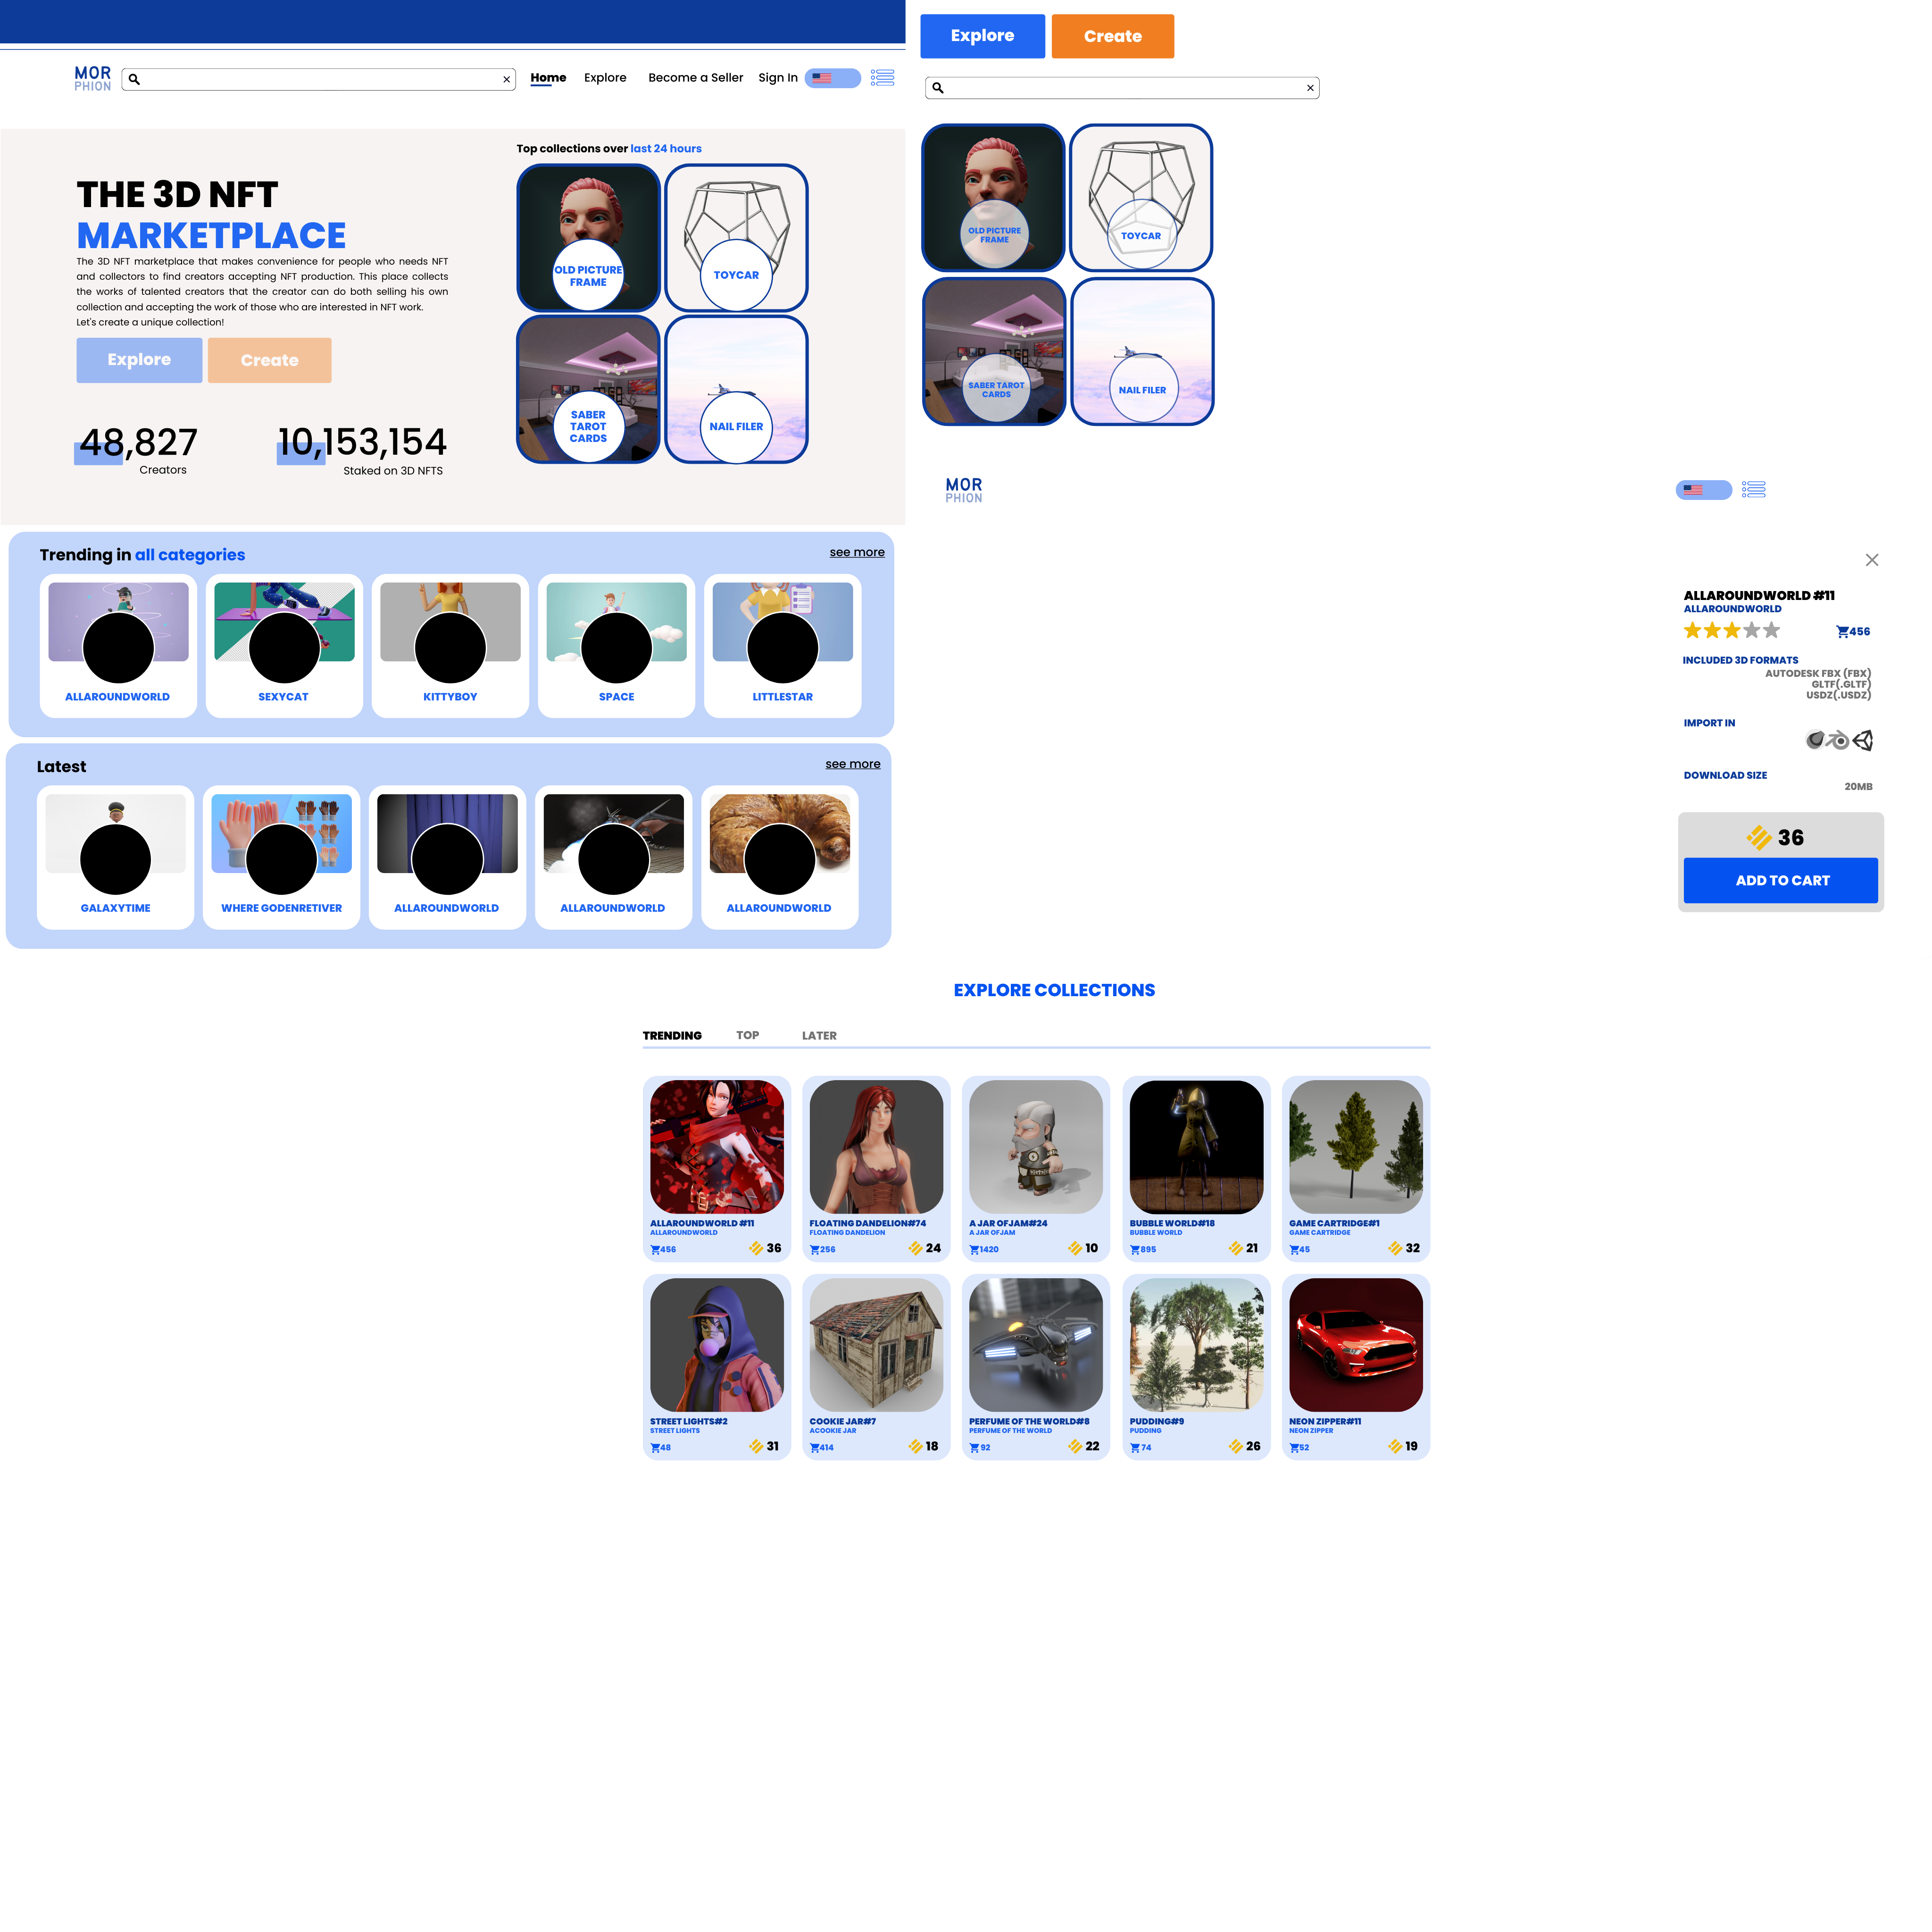 MOR
PHION
Home Explore Become a Seller Sign In
Explore Create
Top collections over last 24 hours
THE 3D NFT
MARKETPLACE
The 3D NFT marketplace that makes convenience for people who needs NFT
and collectors to find creators accepting NFT production. This place collects
the works of talented creators that the creator can do both selling his own
collection and accepting the work of those who are interested in NFT work.
Let's create a unique collection!
Explore Create
48,827
Creators
10,153,154
Staked on 3D NFTS
OLD PICTURE
FRAME
TOYCAR
SABER
TAROT
CARDS
NAIL FILER
OLD PICTURE
FRAME
TOYCAR
SABER TAROT
CARDS
NAIL FILER
MOR
PHION
Trending in all categories
see more
ALLAROUNDWORLD
SEXYCAT
KITTYBOY
SPACE
LITTLESTAR
Latest
see more
GALAXYTIME
WHERE GODENRETIVER
ALLAROUNDWORLD
ALLAROUNDWORLD
ALLAROUNDWORLD
ALLAROUNDWORLD #11
ALLAROUNDWORLD
456
INCLUDED 3D FORMATS
AUTODESK FBX (FBX)
GLTF(.GLTF)
USDZ(.USDZ)
IMPORT IN
DOWNLOAD SIZE
20MB
36
ADD TO CART
EXPLORE COLLECTIONS
TRENDING TOP LATER
ALLAROUNDWORLD #11
ALLAROUNDWORLD
456 36
FLOATING DANDELION#74
FLOATING DANDELION
256 24
A JAR OFJAM#24
A JAR OFJAM
1420 10
BUBBLE WORLD#18
BUBBLE WORLD
895 21
GAME CARTRIDGE#1
GAME CARTRIDGE
45 32
STREET LIGHTS#2
STREET LIGHTS
48 31
COOKIE JAR#7
ACOOKIE JAR
414 18
PERFUME OF THE WORLD#8
PERFUME OF THE WORLD
92 22
PUDDING#9
PUDDING
74 26
NEON ZIPPER#11
NEON ZIPPER
52 19